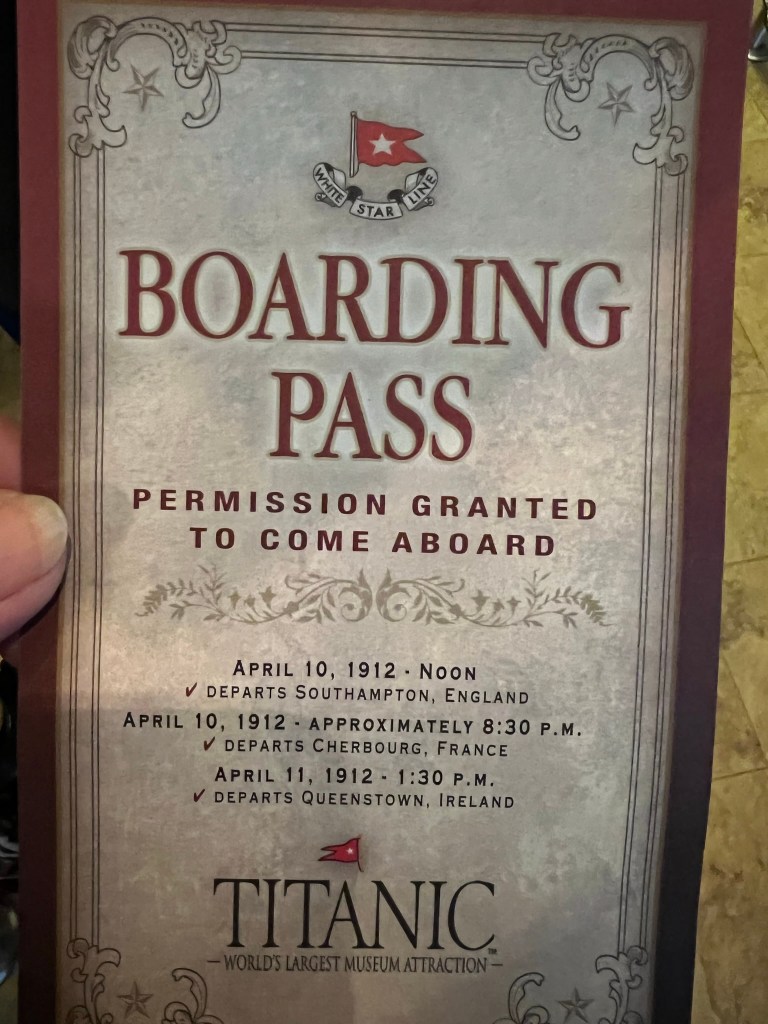 WHITE STAR LINE
BOARDING
PASS
PERMISSION GRANTED
TO COME ABOARD
APRIL 10, 1912 - NOON
✓ DEPARTS SOUTHAMPTON, ENGLAND
APRIL 10, 1912 - APPROXIMATELY 8:30 P.M.
✓ DEPARTS CHERBOURG, FRANCE
APRIL 11, 1912 - 1:30 P.M.
✓ DEPARTS QUEENSTOWN, IRELAND
TITANIC™
— WORLD'S LARGEST MUSEUM ATTRACTION —